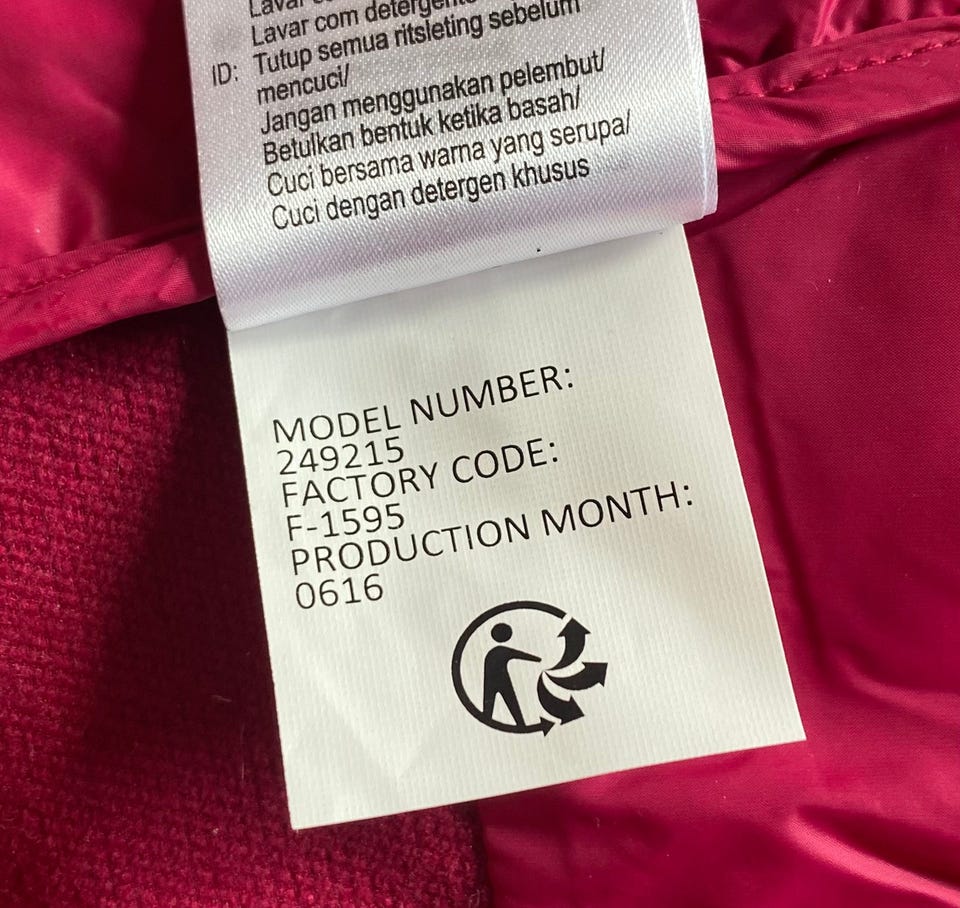 Lavar com detergente
ID: Tutup semua ritsleting sebelum
mencuci/
Jangan menggunakan pelembut/
Betulkan bentuk ketika basah/
Cuci bersama warna yang serupa/
Cuci dengan detergen khusus
MODEL NUMBER:
249215
FACTORY CODE:
F-1595
PRODUCTION MONTH:
0616